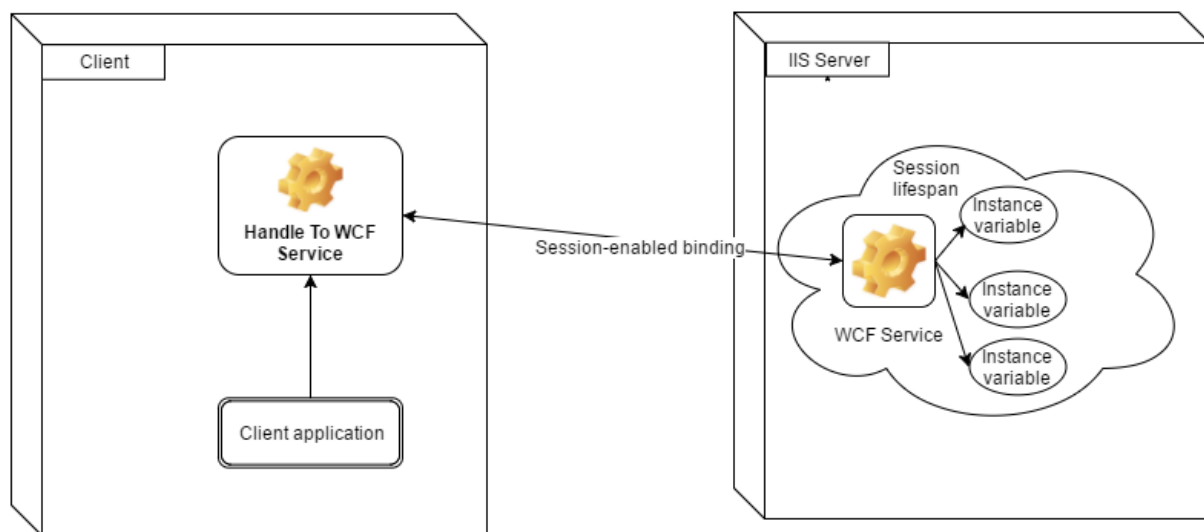 Client
Handle To WCF
Service
Client application
Session-enabled binding
IIS Server
Session
lifespan
Instance
variable
WCF Service
Instance
variable
Instance
variable